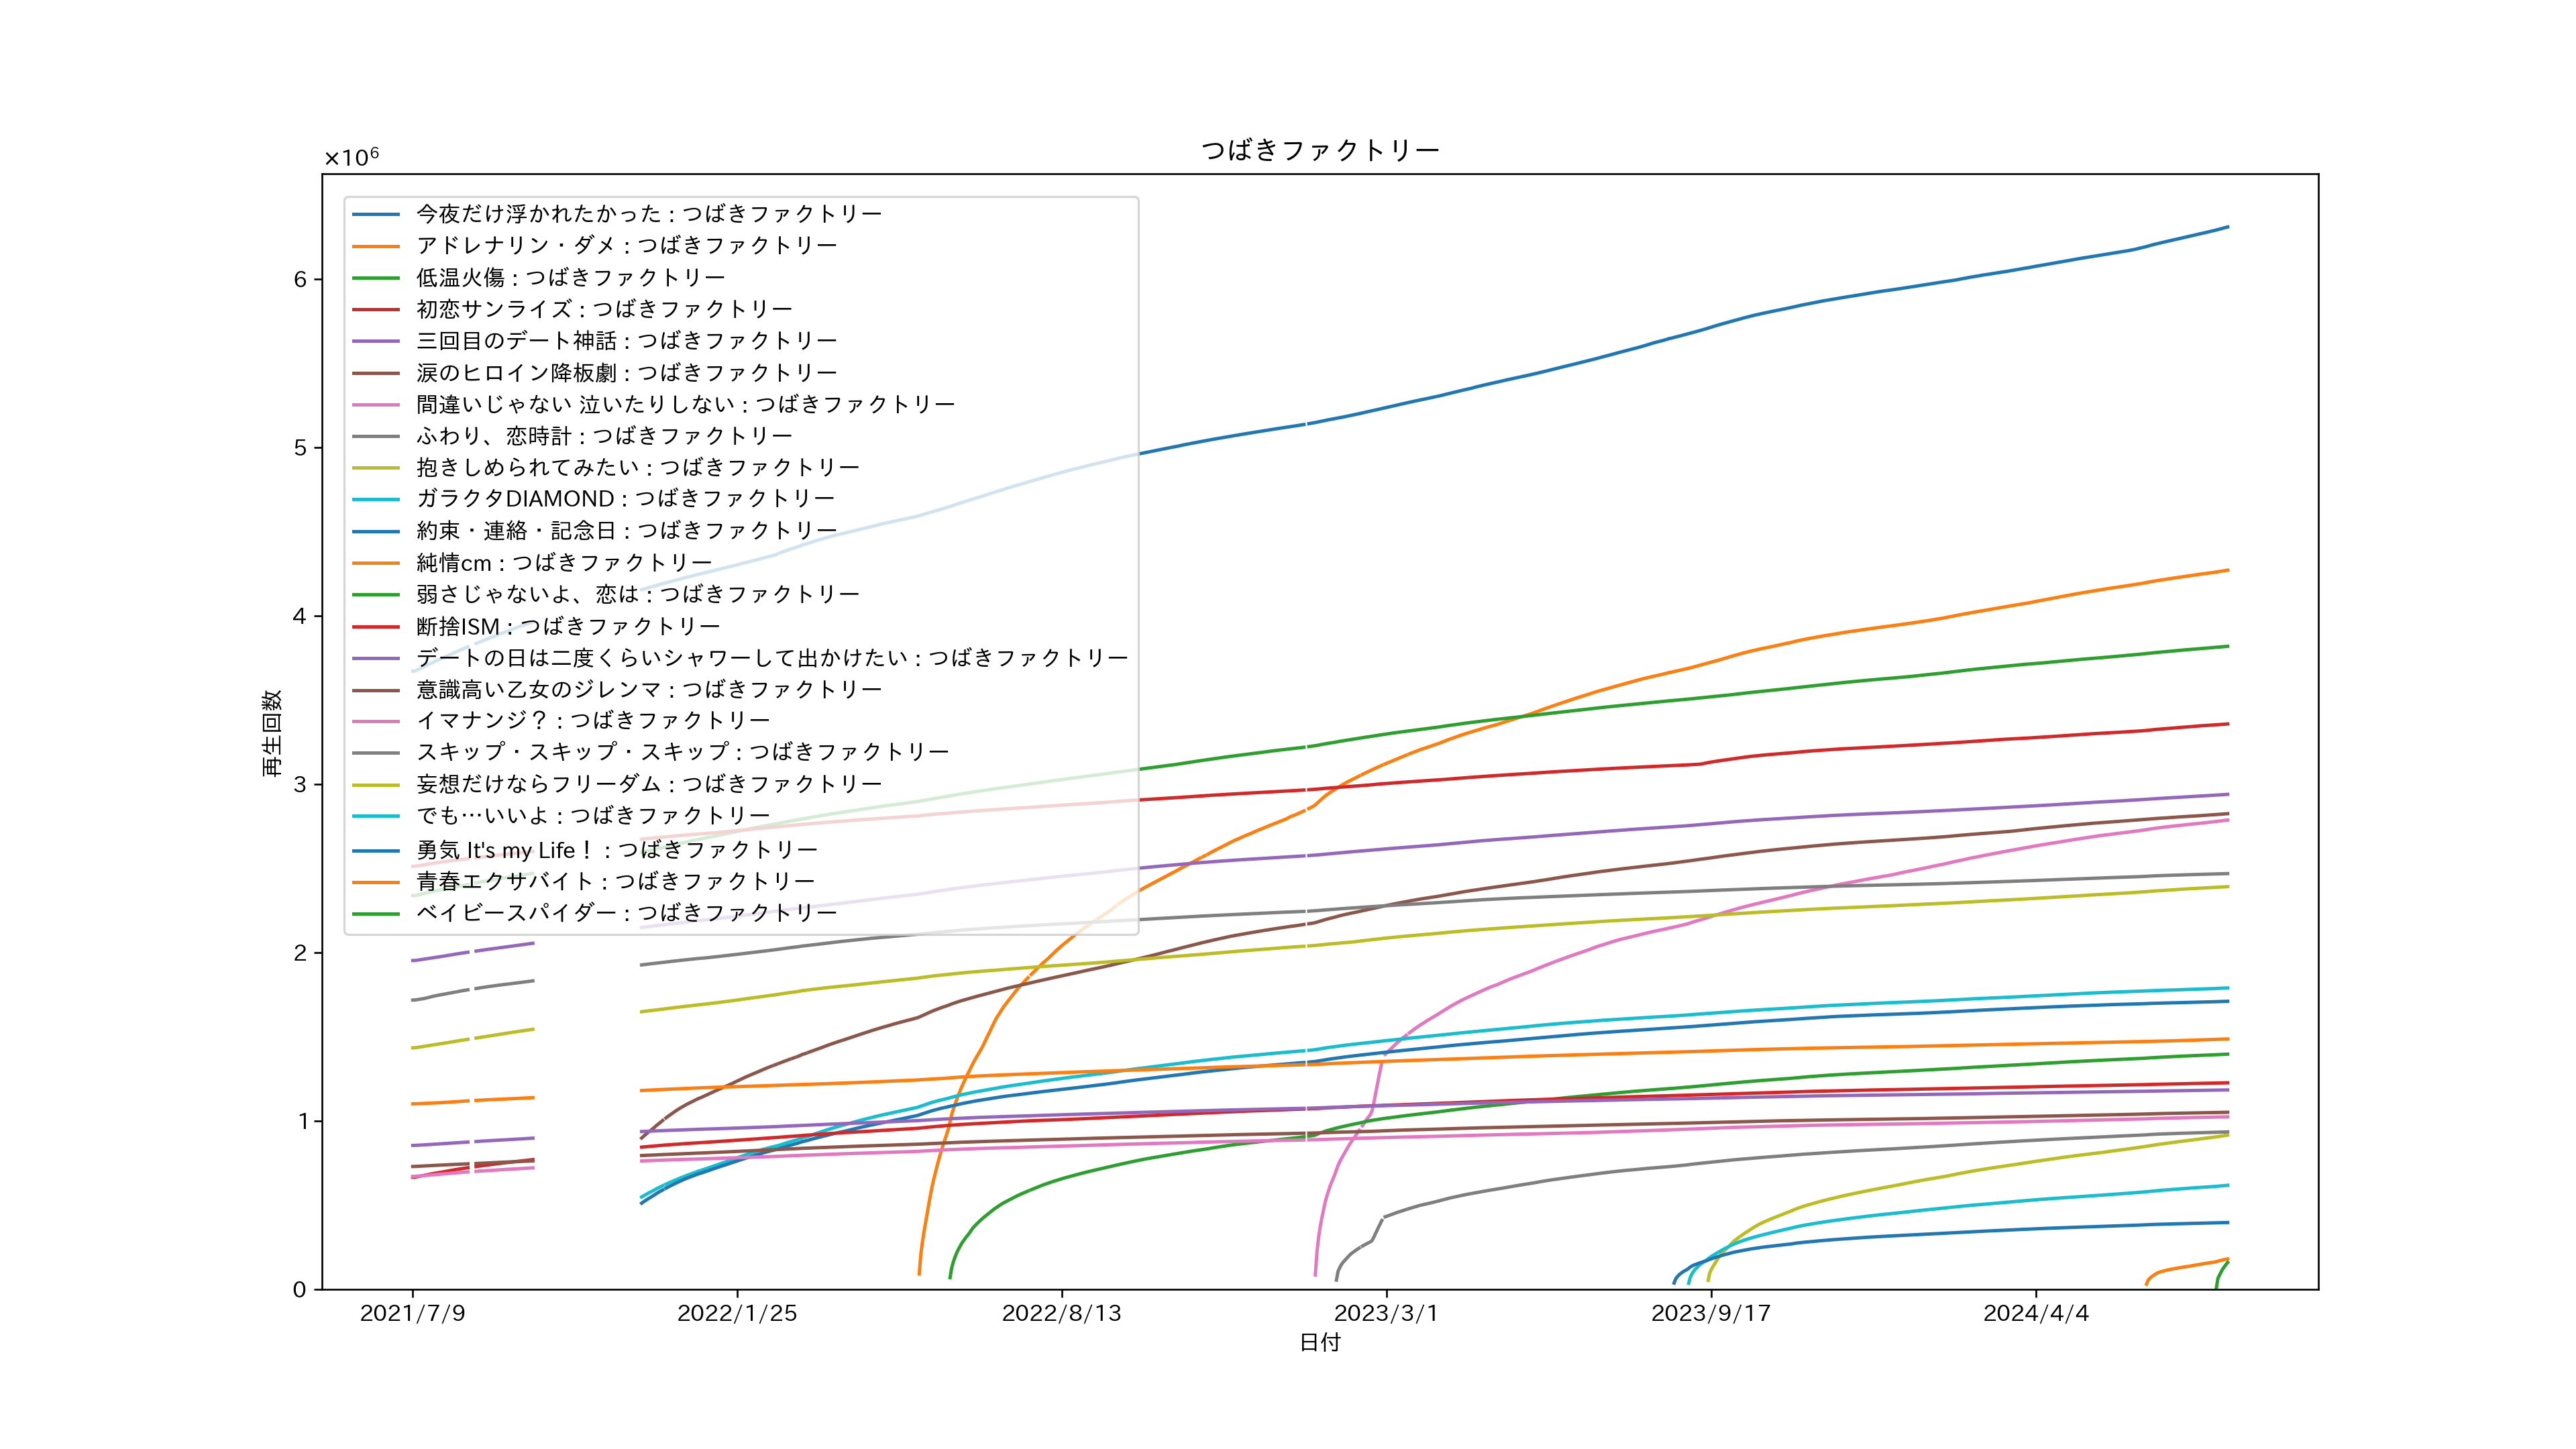 つばきファクトリー
×10⁶
今夜だけ浮かれたかった : つばきファクトリー
アドレナリン・ダメ : つばきファクトリー
低温火傷 : つばきファクトリー
初恋サンライズ : つばきファクトリー
三回目のデート神話 : つばきファクトリー
涙のヒロイン降板劇 : つばきファクトリー
間違いじゃない 泣いたりしない : つばきファクトリー
ふわり、恋時計 : つばきファクトリー
抱きしめられてみたい : つばきファクトリー
ガラクタDIAMOND : つばきファクトリー
約束・連絡・記念日 : つばきファクトリー
純情cm : つばきファクトリー
弱さじゃないよ、恋は : つばきファクトリー
断捨ISM : つばきファクトリー
デートの日は二度くらいシャワーして出かけたい : つばきファクトリー
意識高い乙女のジレンマ : つばきファクトリー
イマナンジ？ : つばきファクトリー
スキップ・スキップ・スキップ : つばきファクトリー
妄想だけならフリーダム : つばきファクトリー
でも…いいよ : つばきファクトリー
勇気 It's my Life！ : つばきファクトリー
青春エクサバイト : つばきファクトリー
ベイビースパイダー : つばきファクトリー
6
5
4
3
2
1
0
再生回数
2021/7/9 2022/1/25 2022/8/13 2023/3/1 2023/9/17 2024/4/4
日付